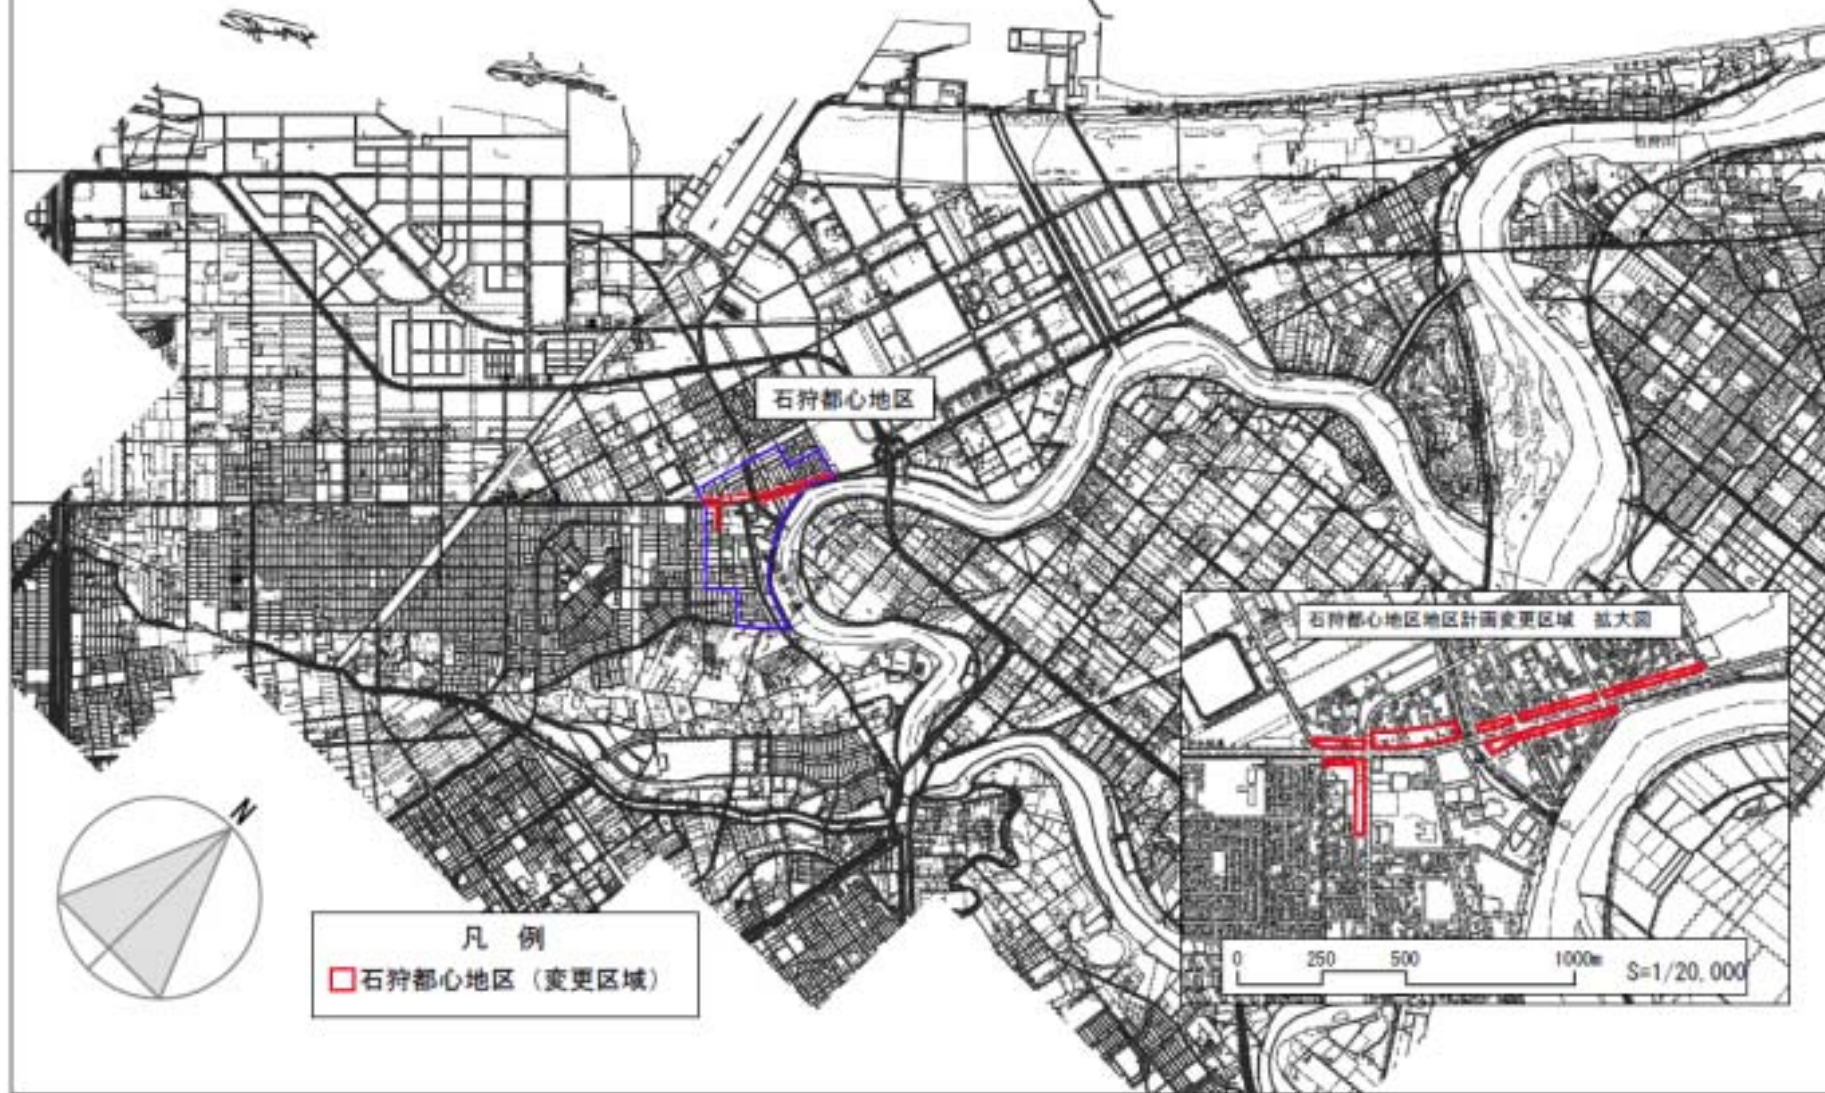 石狩都心地区
石狩都心地区地区計画変更区域 拡大図
N
凡 例
石狩都心地区（変更区域）
0 250 500 1000m
S=1/20,000